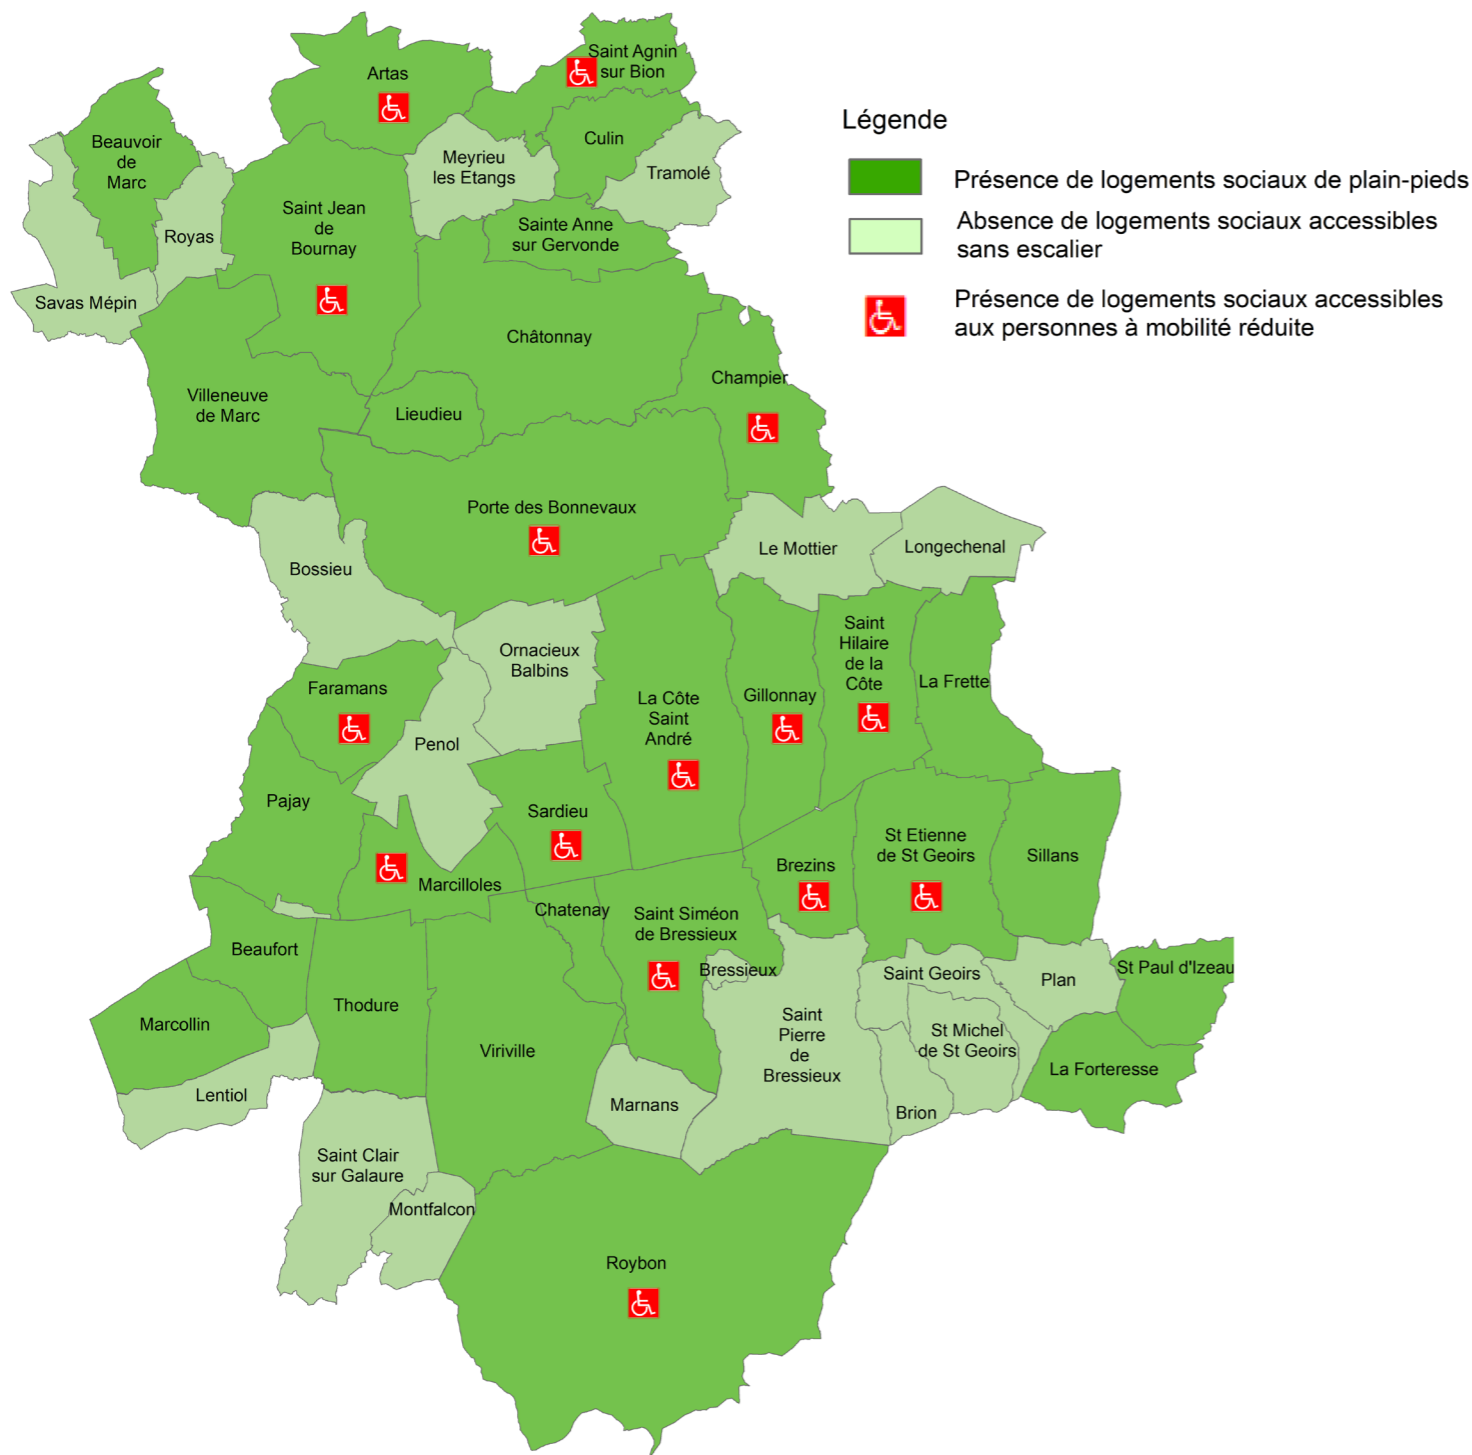 Saint Agnin
sur Bion
Artas
Légende
Culin
Beauvoir
de
Marc
Meyrieu
les Etangs
Tramolé
Présence de logements sociaux de plain-pieds
Saint Jean
de
Bournay
Sainte Anne
sur Gervonde
Absence de logements sociaux accessibles
sans escalier
Royas
Savas Mépin
Présence de logements sociaux accessibles
aux personnes à mobilité réduite
Châtonnay
Champier
Villeneuve
de Marc
Lieudieu
Porte des Bonnevaux
Le Mottier
Longechenal
Bossieu
Ornacieux
Balbins
Saint
Hilaire
de la
Côte
La Frette
Faramans
La Côte
Saint
André
Gillonnay
Penol
Pajay
Sardieu
St Etienne
de St Geoirs
Sillans
Brezins
Marcilloles
Chatenay
Saint Siméon
de Bressieux
Beaufort
Bressieux
Saint Geoirs
Plan
St Paul d'Izeau
Thodure
Marcollin
Saint
Pierre
de
Bressieux
St Michel
de St Geoirs
Viriville
La Forteresse
Lentiol
Marnans
Brion
Saint Clair
sur Galaure
Montfalcon
Roybon